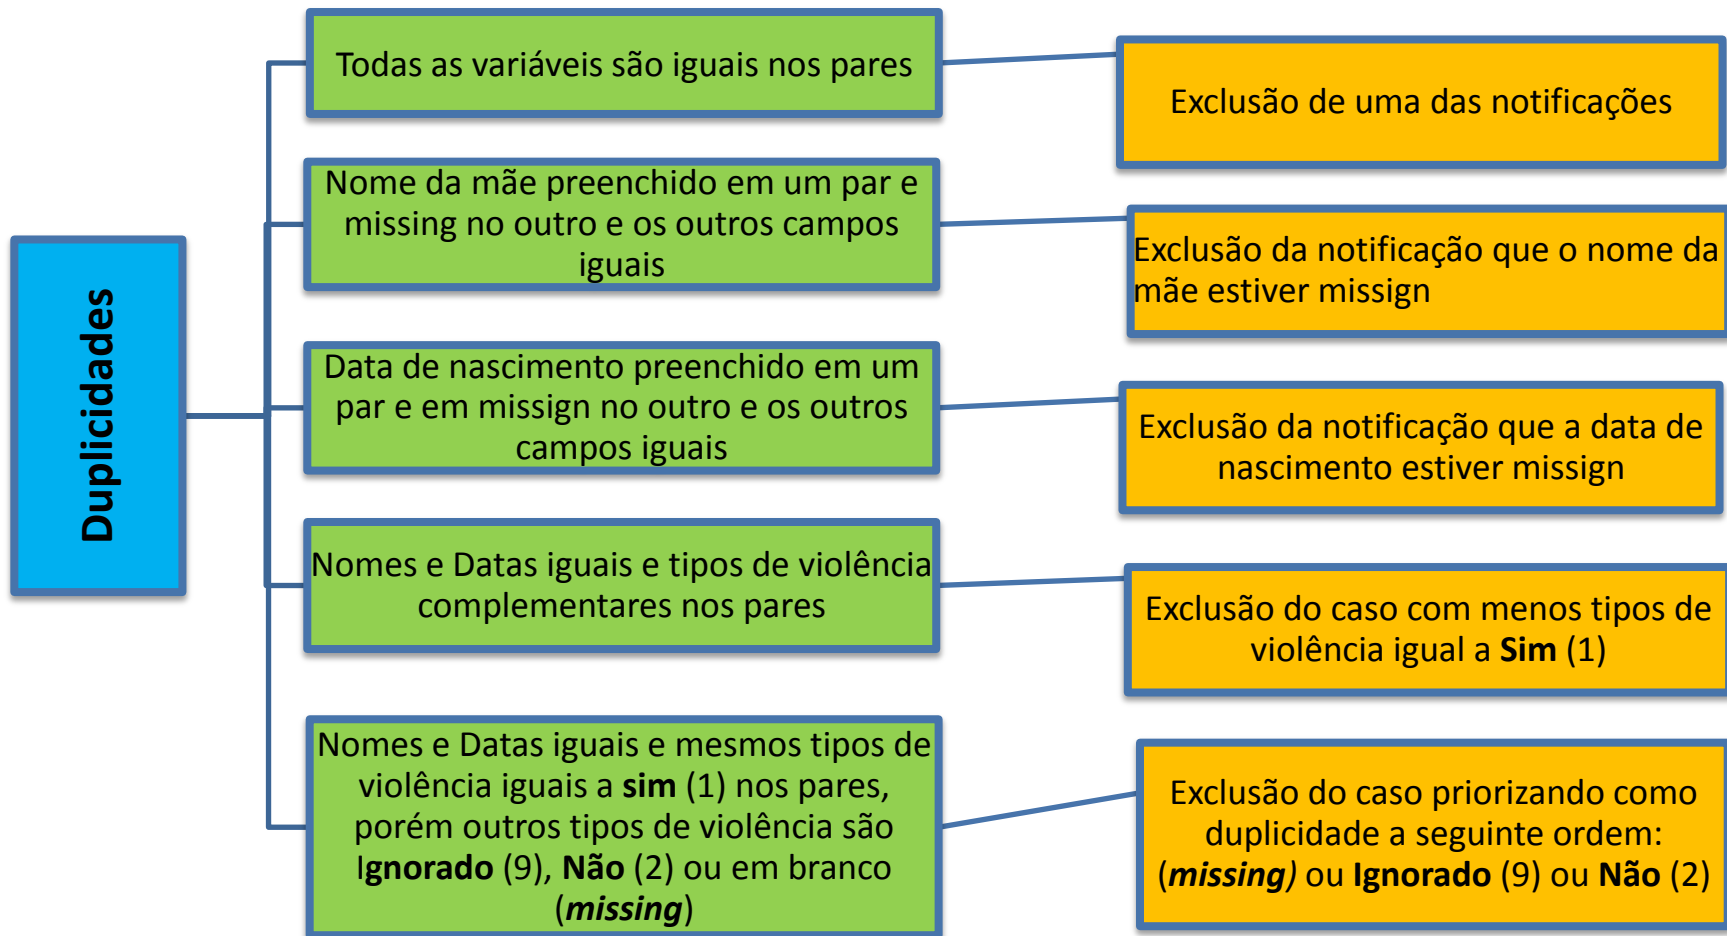 Duplicidades
Todas as variáveis são iguais nos pares
Exclusão de uma das notificações
Nome da mãe preenchido em um par e
missing no outro e os outros campos
iguais
Exclusão da notificação que o nome da
mãe estiver missign
Data de nascimento preenchido em um
par e em missign no outro e os outros
campos iguais
Exclusão da notificação que a data de
nascimento estiver missign
Nomes e Datas iguais e tipos de violência
complementares nos pares
Exclusão do caso com menos tipos de
violência igual a Sim (1)
Nomes e Datas iguais e mesmos tipos de
violência iguais a sim (1) nos pares,
porém outros tipos de violência são
Ignorado (9), Não (2) ou em branco
(missing)
Exclusão do caso priorizando como
duplicidade a seguinte ordem:
(missing) ou Ignorado (9) ou Não (2)